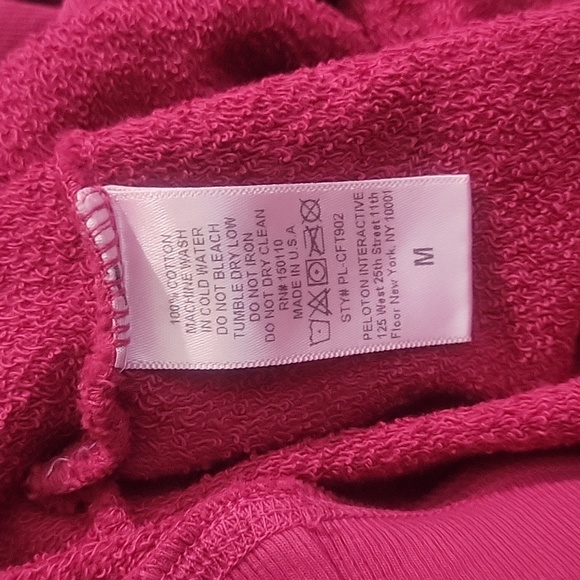 100% COTTON
MACHINE WASH
IN COLD WATER
DO NOT BLEACH
TUMBLE DRY LOW
DO NOT IRON
DO NOT DRY CLEAN
RN# 150110
MADE IN U.S.A
STY# PL-CFT902
PELOTON INTERACTIVE
125 West 25th Street 11th
Floor New York, NY 10001
M